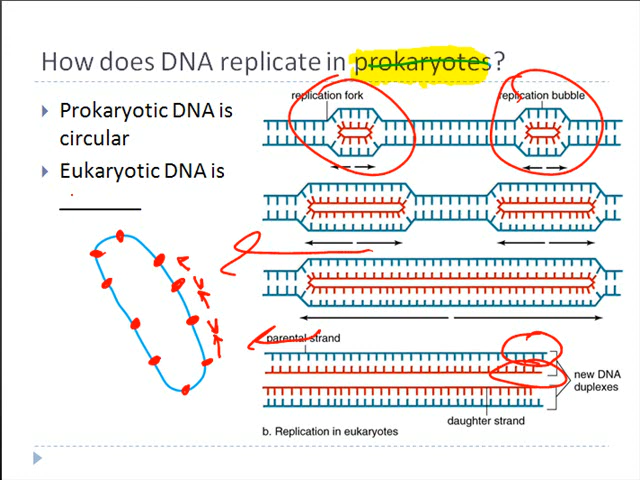 How does DNA replicate in prokaryotes?
Prokaryotic DNA is
circular
Eukaryotic DNA is
replication fork
replication bubble
parental strand
new DNA
duplexes
daughter strand
b. Replication in eukaryotes